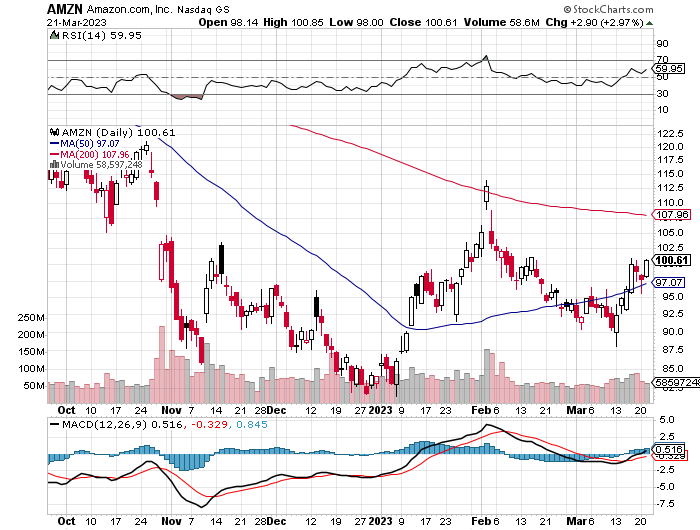 AMZN Amazon.com, Inc. Nasdaq GS © StockCharts.com
21-Mar-2023 Open 98.14 High 100.85 Low 98.00 Close 100.61 Volume 58.6M Chg +2.90 (+2.97%)
RSI(14) 59.95
90
70
59.95
50
30
10
AMZN (Daily) 100.61
MA(50) 97.07
MA(200) 107.96
Volume 58,597,248
122.5
120.0
117.5
115.0
112.5
110.0
107.96
105.0
102.5
100.61
97.07
95.0
92.5
90.0
87.5
85.0
82.5
250M
200M
150M
100M
50M
58597248
Oct 10 17 24 Nov 7 14 21 28 Dec 12 19 27 2023 9 17 23 Feb 6 13 21 Mar 6 13 20
MACD(12,26,9) 0.516, -0.329, 0.845
5.0
2.5
0.516
-0.329
-2.5
-5.0
-7.5
Oct 10 17 24 Nov 7 14 21 28 Dec 12 19 27 2023 9 17 23 Feb 6 13 21 Mar 6 13 20